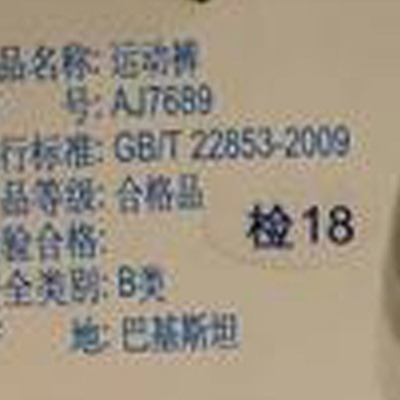 品名称: 运动裤
号: AJ7689
行标准: GB/T 22853-2009
品等级: 合格品
验合格:
检18
全类别: B类
地: 巴基斯坦